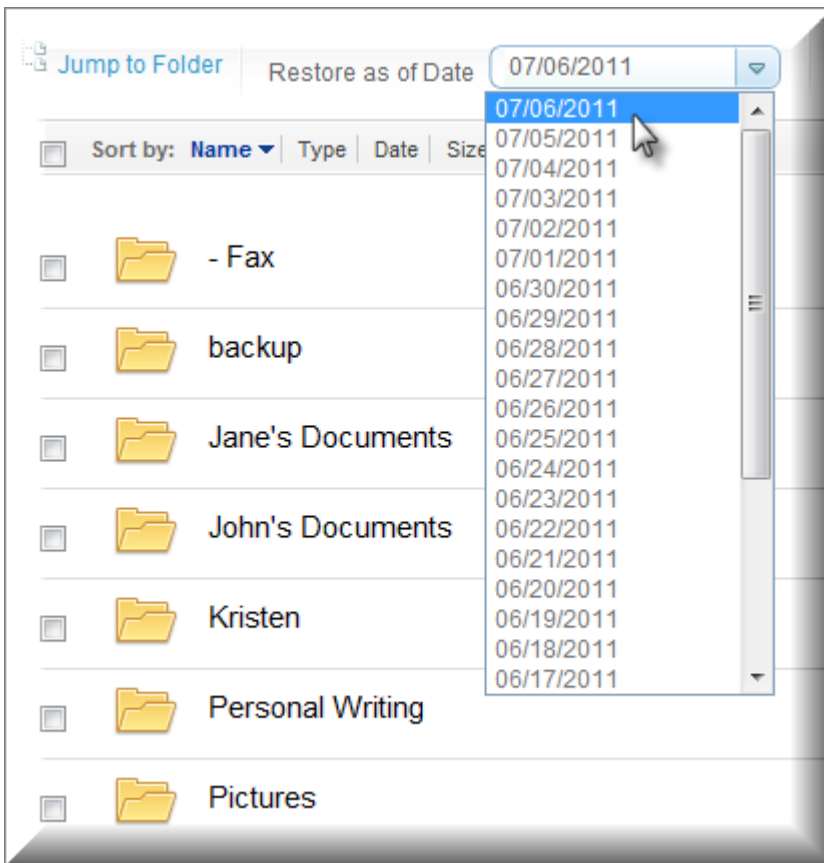 Jump to Folder
Restore as of Date
07/06/2011
Sort by: Name Type Date Size
07/06/2011
07/05/2011
07/04/2011
07/03/2011
07/02/2011
07/01/2011
06/30/2011
06/29/2011
06/28/2011
06/27/2011
06/26/2011
06/25/2011
06/24/2011
06/23/2011
06/22/2011
06/21/2011
06/20/2011
06/19/2011
06/18/2011
06/17/2011
- Fax
backup
Jane's Documents
John's Documents
Kristen
Personal Writing
Pictures